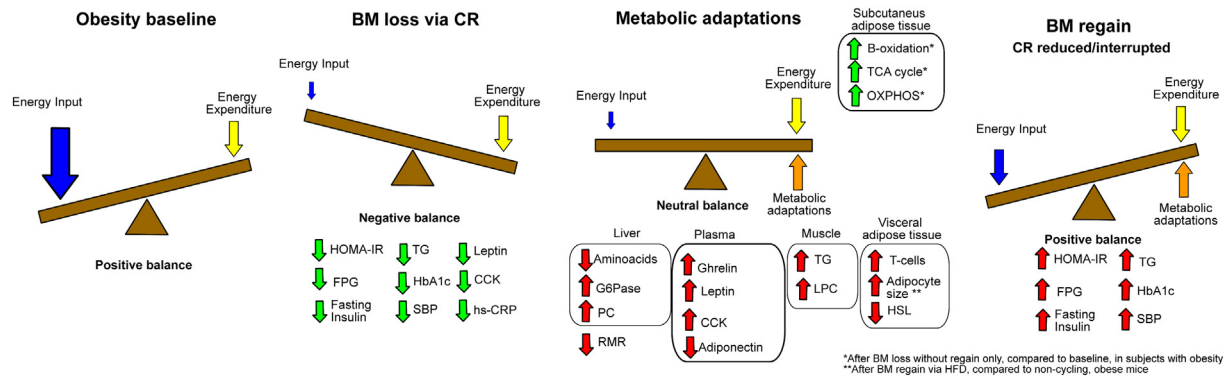 Obesity baseline
Energy Input
Energy
Expenditure
Positive balance
BM loss via CR
Energy Input
Energy
Expenditure
Negative balance
HOMA-IR
TG
Leptin
FPG
HbA1c
CCK
Fasting
Insulin
SBP
hs-CRP
Metabolic adaptations
Subcutaneus
adipose tissue
B-oxidation*
TCA cycle*
OXPHOS*
Energy Input
Energy
Expenditure
Neutral balance
Metabolic
adaptations
Liver
Aminoacids
G6Pase
PC
RMR
Plasma
Ghrelin
Leptin
CCK
Adiponectin
Muscle
TG
LPC
Visceral
adipose tissue
T-cells
Adipocyte
size **
HSL
BM regain
CR reduced/interrupted
Energy Input
Energy
Expenditure
Metabolic
adaptations
Positive balance
HOMA-IR
TG
FPG
HbA1c
Fasting
Insulin
SBP
*After BM loss without regain only, compared to baseline, in subjects with obesity
**After BM regain via HFD, compared to non-cycling, obese mice